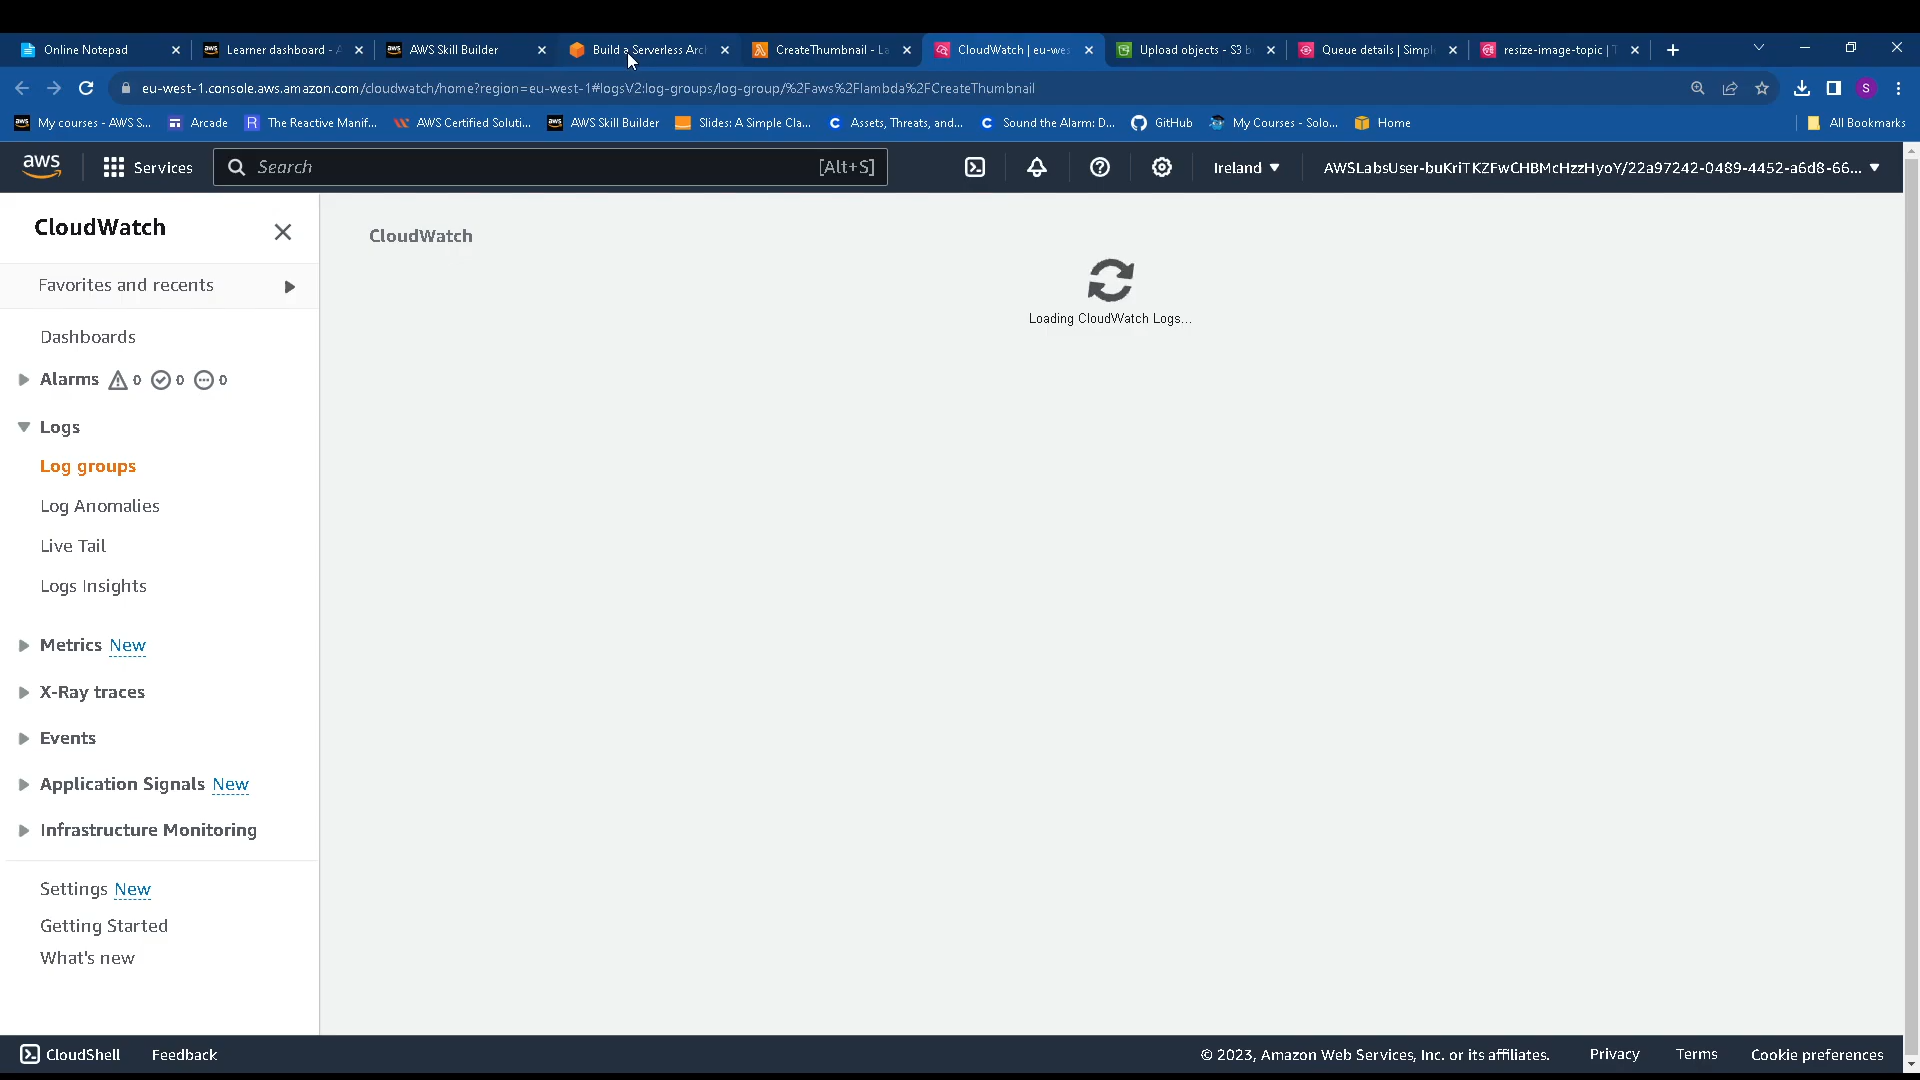 Online Notepad
Learner dashboard - A
AWS Skill Builder
Build a Serverless Arc
CreateThumbnail - La
CloudWatch | eu-wes
Upload objects - S3 b
Queue details | Simpl
resize-image-topic | T
eu-west-1.console.aws.amazon.com/cloudwatch/home?region=eu-west-1#logsV2:log-groups/log-group/%2Faws%2Flambda%2FCreateThumbnail
S
My courses - AWS S...
Arcade
The Reactive Manif...
AWS Certified Soluti...
AWS Skill Builder
Slides: A Simple Cla...
Assets, Threats, and...
Sound the Alarm: D...
GitHub
My Courses - Solo...
Home
All Bookmarks
aws
Services
Search
[Alt+S]
Ireland
AWSLabsUser-buKriTKZFwCHBMcHzzHyoY/22a97242-0489-4452-a6d8-66...
CloudWatch
Favorites and recents
Dashboards
Alarms 0 0 0
Logs
Log groups
Log Anomalies
Live Tail
Logs Insights
Metrics New
X-Ray traces
Events
Application Signals New
Infrastructure Monitoring
Settings New
Getting Started
What's new
CloudWatch
Loading CloudWatch Logs...
CloudShell
Feedback
© 2023, Amazon Web Services, Inc. or its affiliates.
Privacy
Terms
Cookie preferences